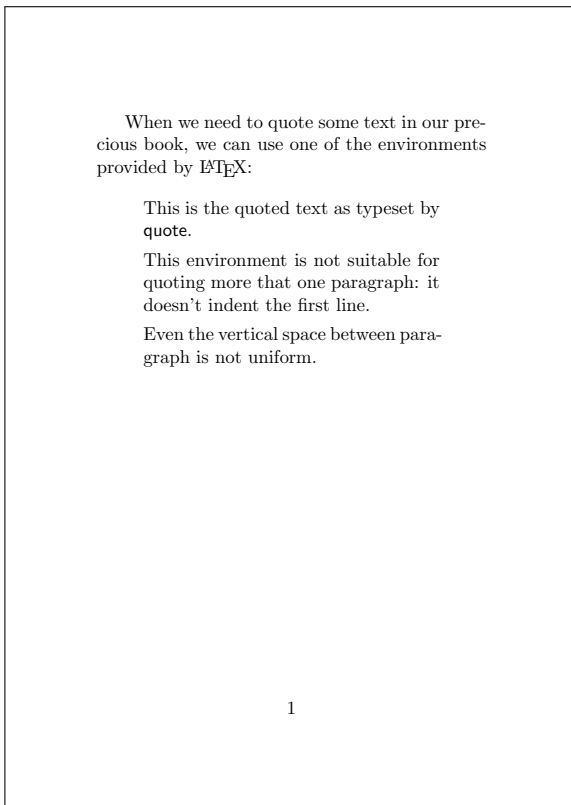 When we need to quote some text in our pre-
cious book, we can use one of the environments
provided by LATEX:
This is the quoted text as typeset by
quote.
This environment is not suitable for
quoting more that one paragraph: it
doesn't indent the first line.
Even the vertical space between para-
graph is not uniform.
1